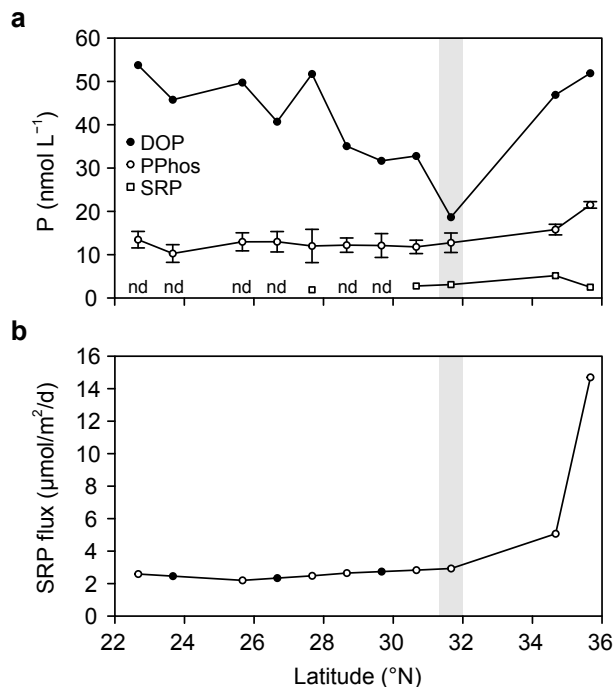 a
60
50
40
30
20
10
0
P (nmol L⁻¹)
DOP
PPhos
SRP
nd nd nd nd nd nd
b
16
14
12
10
8
6
4
2
0
SRP flux (µmol/m²/d)
22 24 26 28 30 32 34 36
Latitude (°N)